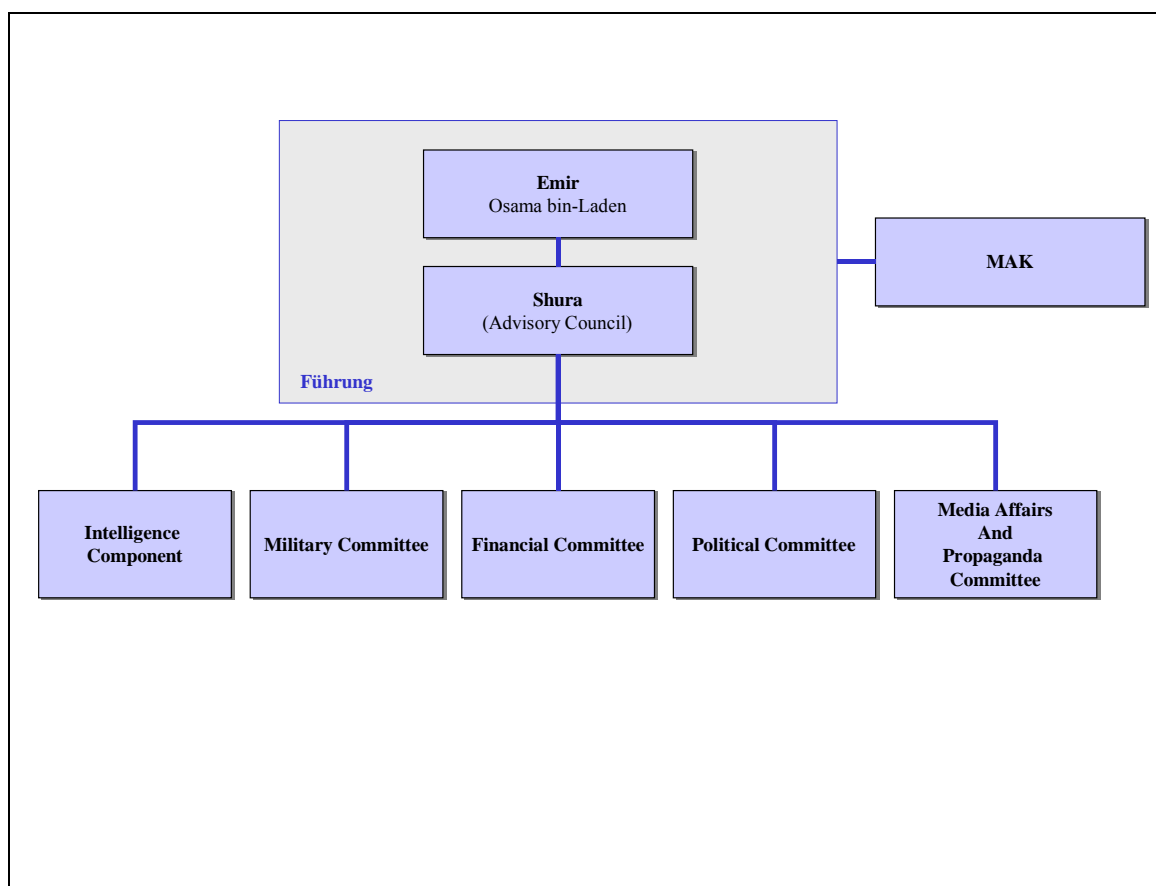 Emir
Osama bin-Laden
MAK
Shura
(Advisory Council)
Führung
Intelligence
Component
Military Committee
Financial Committee
Political Committee
Media Affairs
And
Propaganda
Committee